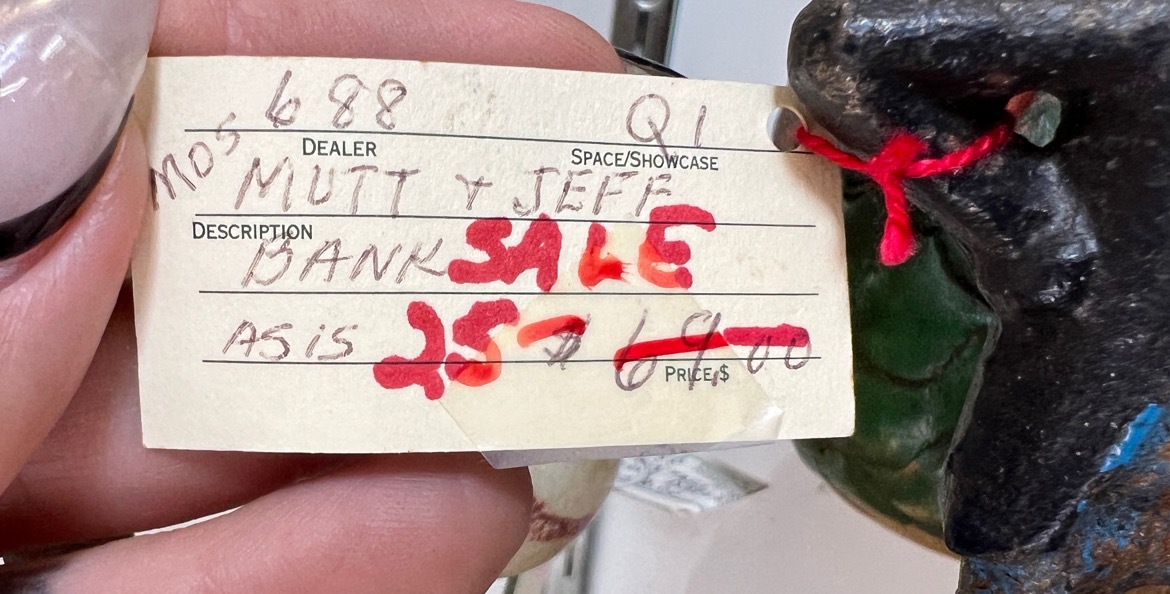 688 Q1
DEALER SPACE/SHOWCASE
MDS MUTT + JEFF
DESCRIPTION
BANK SALE
AS iS 25- $ 69.00
PRICE $